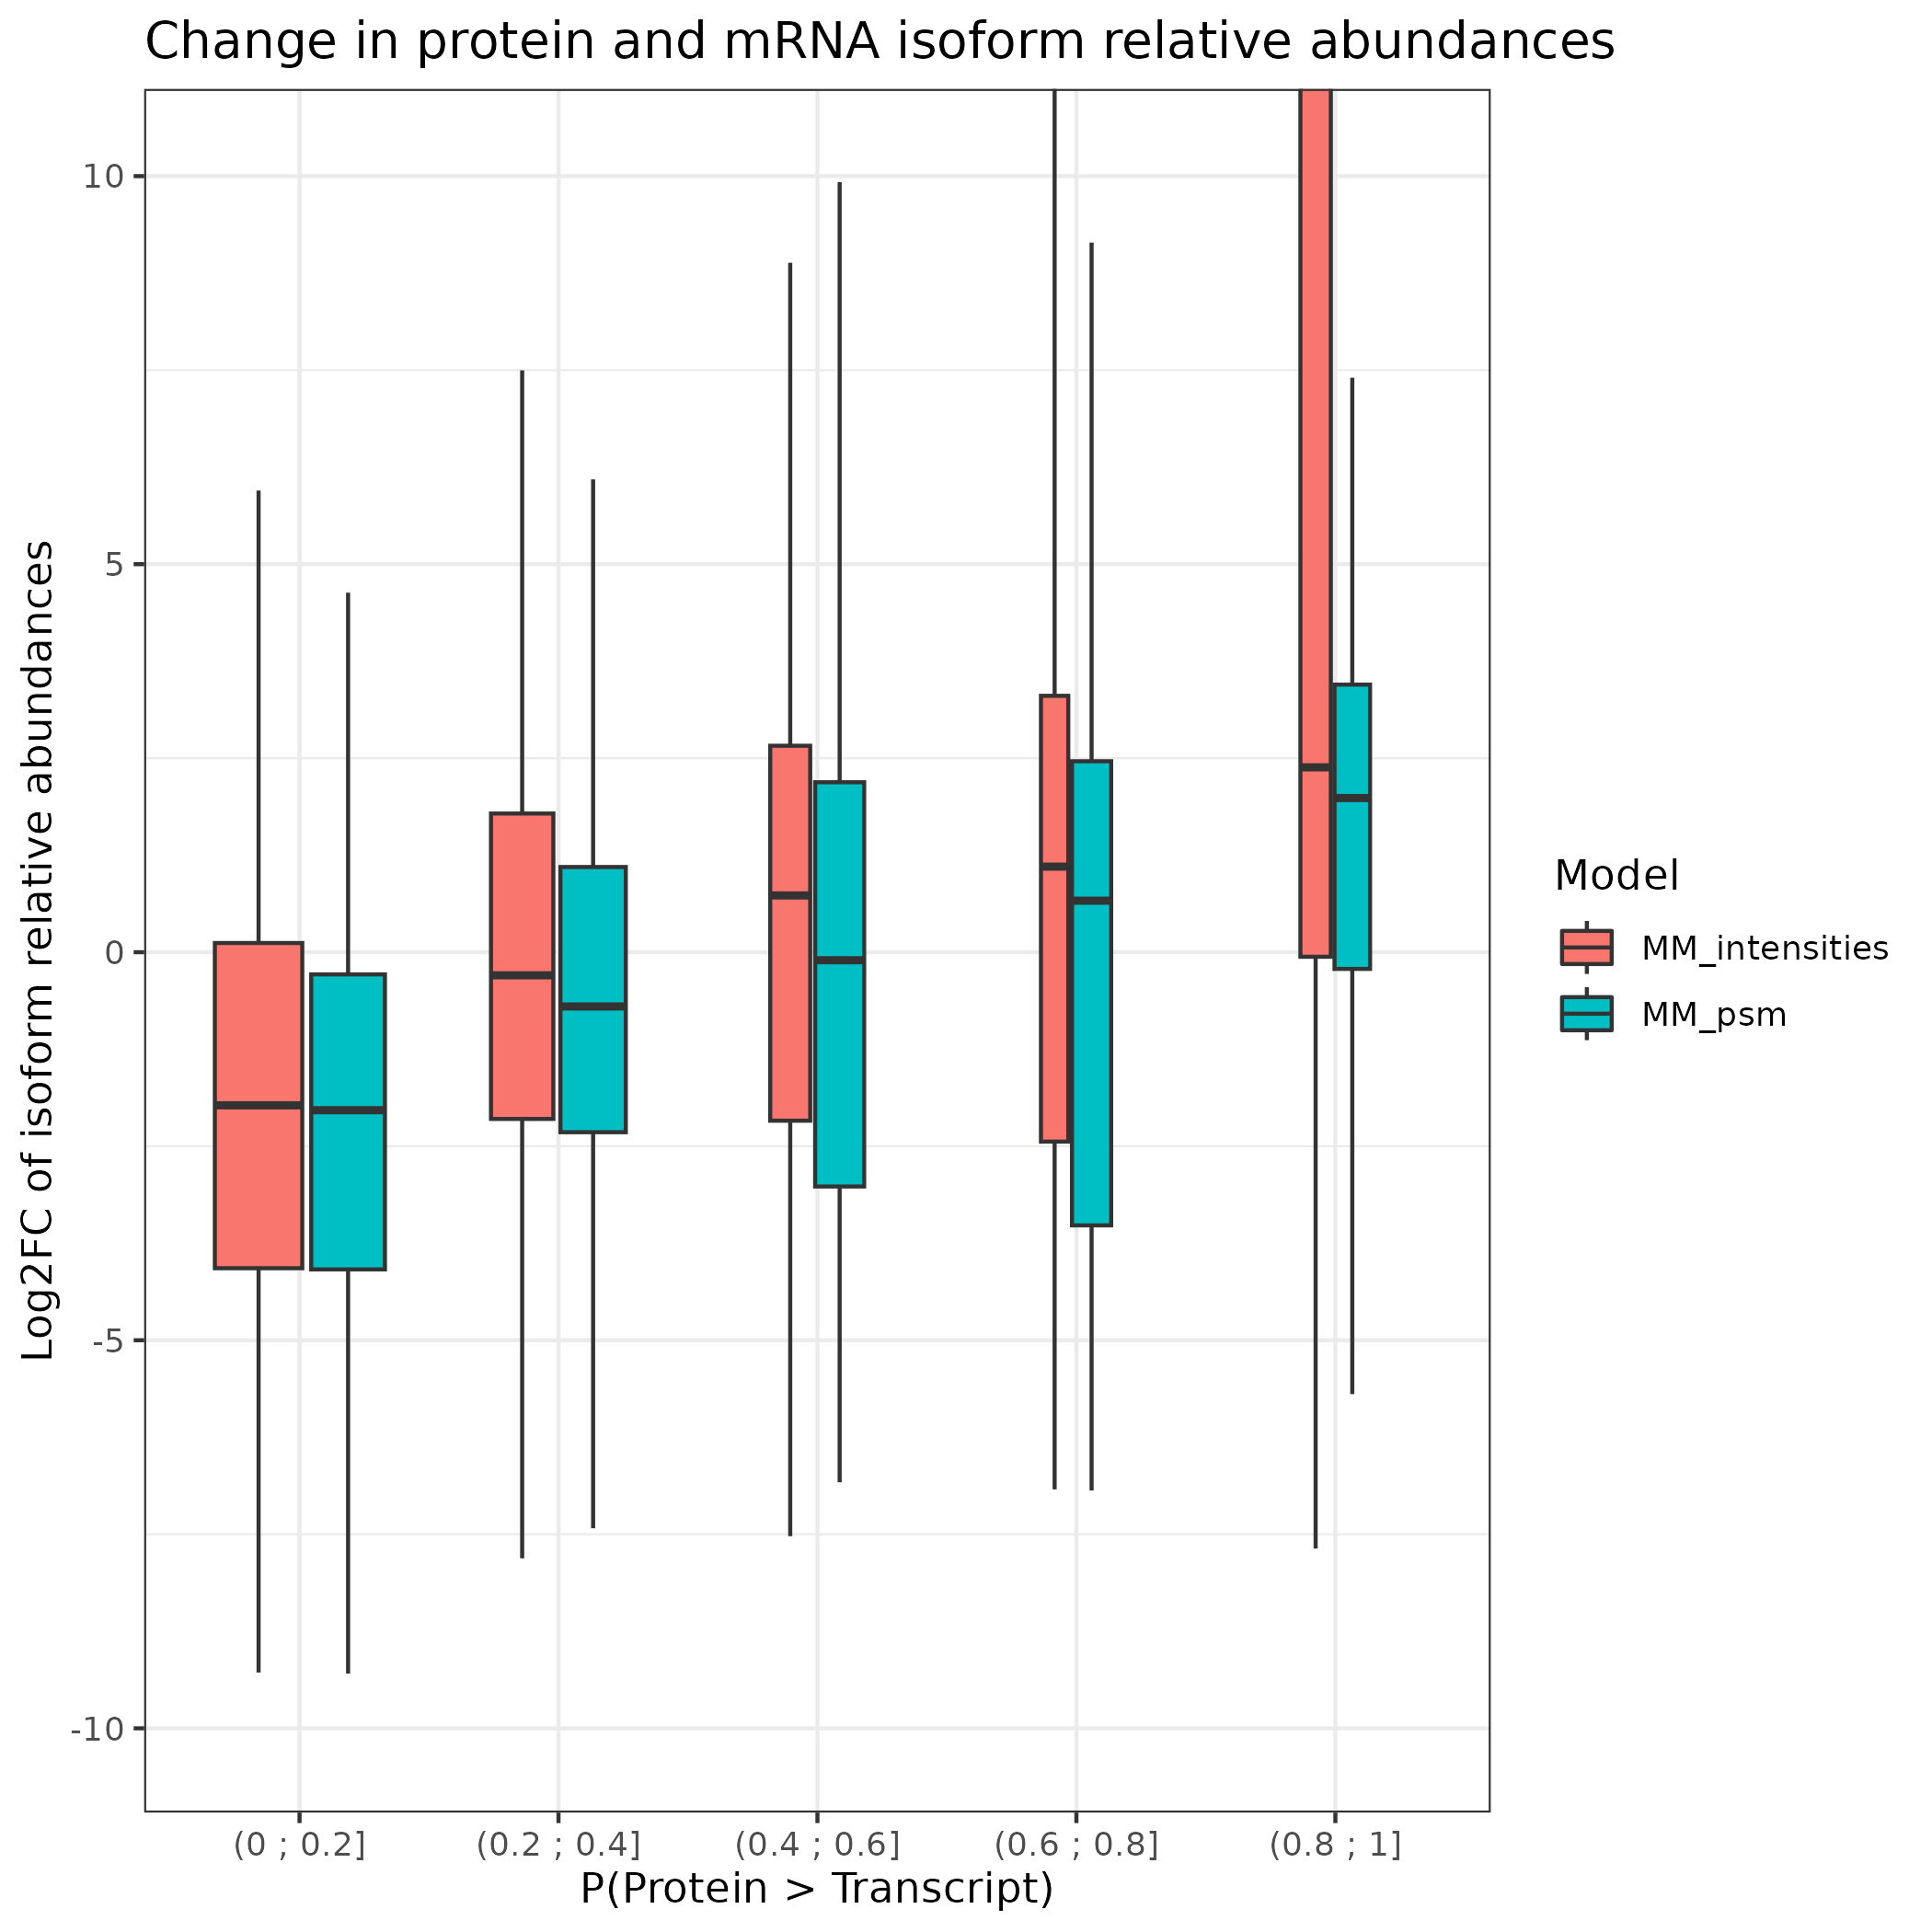 Change in protein and mRNA isoform relative abundances
Log2FC of isoform relative abundances
10
5
0
-5
-10
(0 ; 0.2]
(0.2 ; 0.4]
(0.4 ; 0.6]
(0.6 ; 0.8]
(0.8 ; 1]
P(Protein > Transcript)
Model
MM_intensities
MM_psm